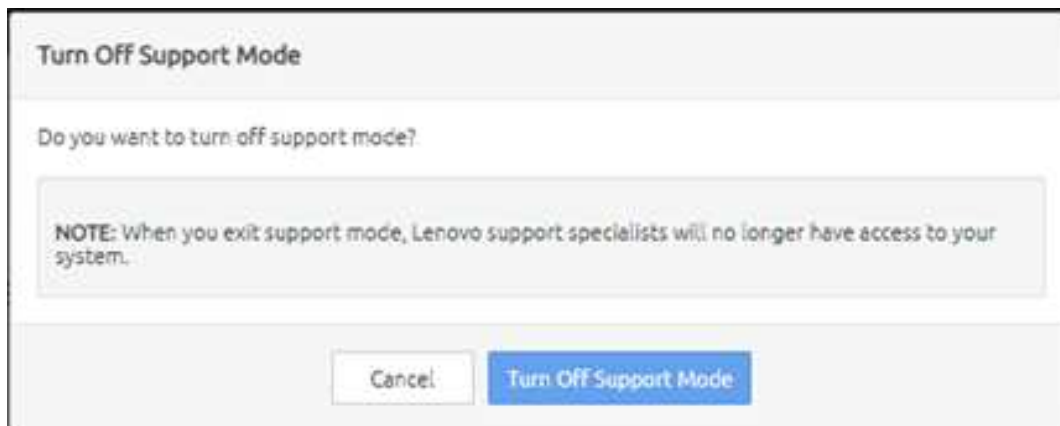 Turn Off Support Mode
Do you want to turn off support mode?
NOTE: When you exit support mode, Lenovo support specialists will no longer have access to your
system.
Cancel
Turn Off Support Mode